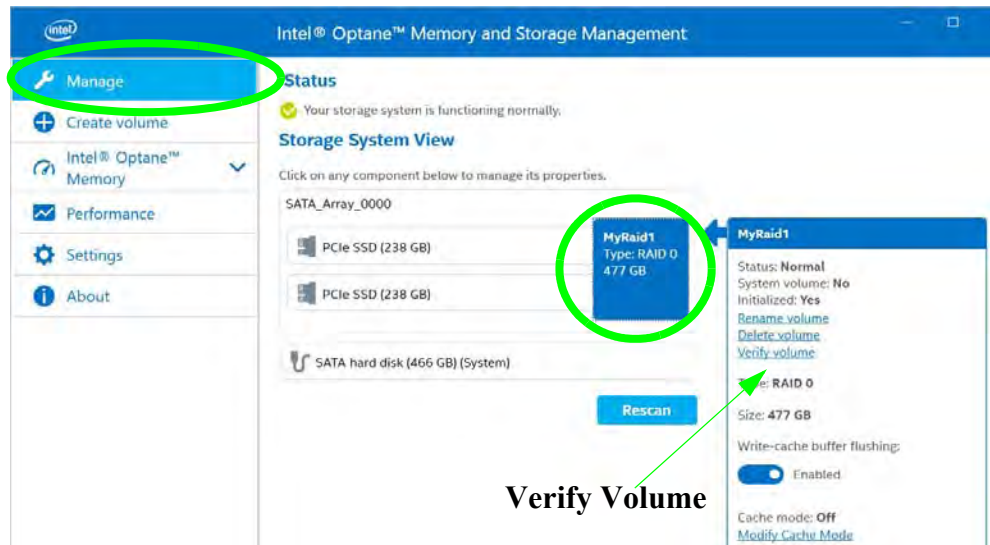 intel
Intel® Optane™ Memory and Storage Management
Manage
Create volume
Intel® Optane™
Memory
Performance
Settings
About
Status
Your storage system is functioning normally.
Storage System View
Click on any component below to manage its properties.
SATA_Array_0000
PCIe SSD (238 GB)
PCIe SSD (238 GB)
MyRaid1
Type: RAID 0
477 GB
SATA hard disk (466 GB) (System)
Rescan
MyRaid1
Status: Normal
System volume: No
Initialized: Yes
Rename volume
Delete volume
Verify volume
RAID 0
Size: 477 GB
Write-cache buffer flushing:
Enabled
Cache mode: Off
Modify Cache Mode
Verify Volume